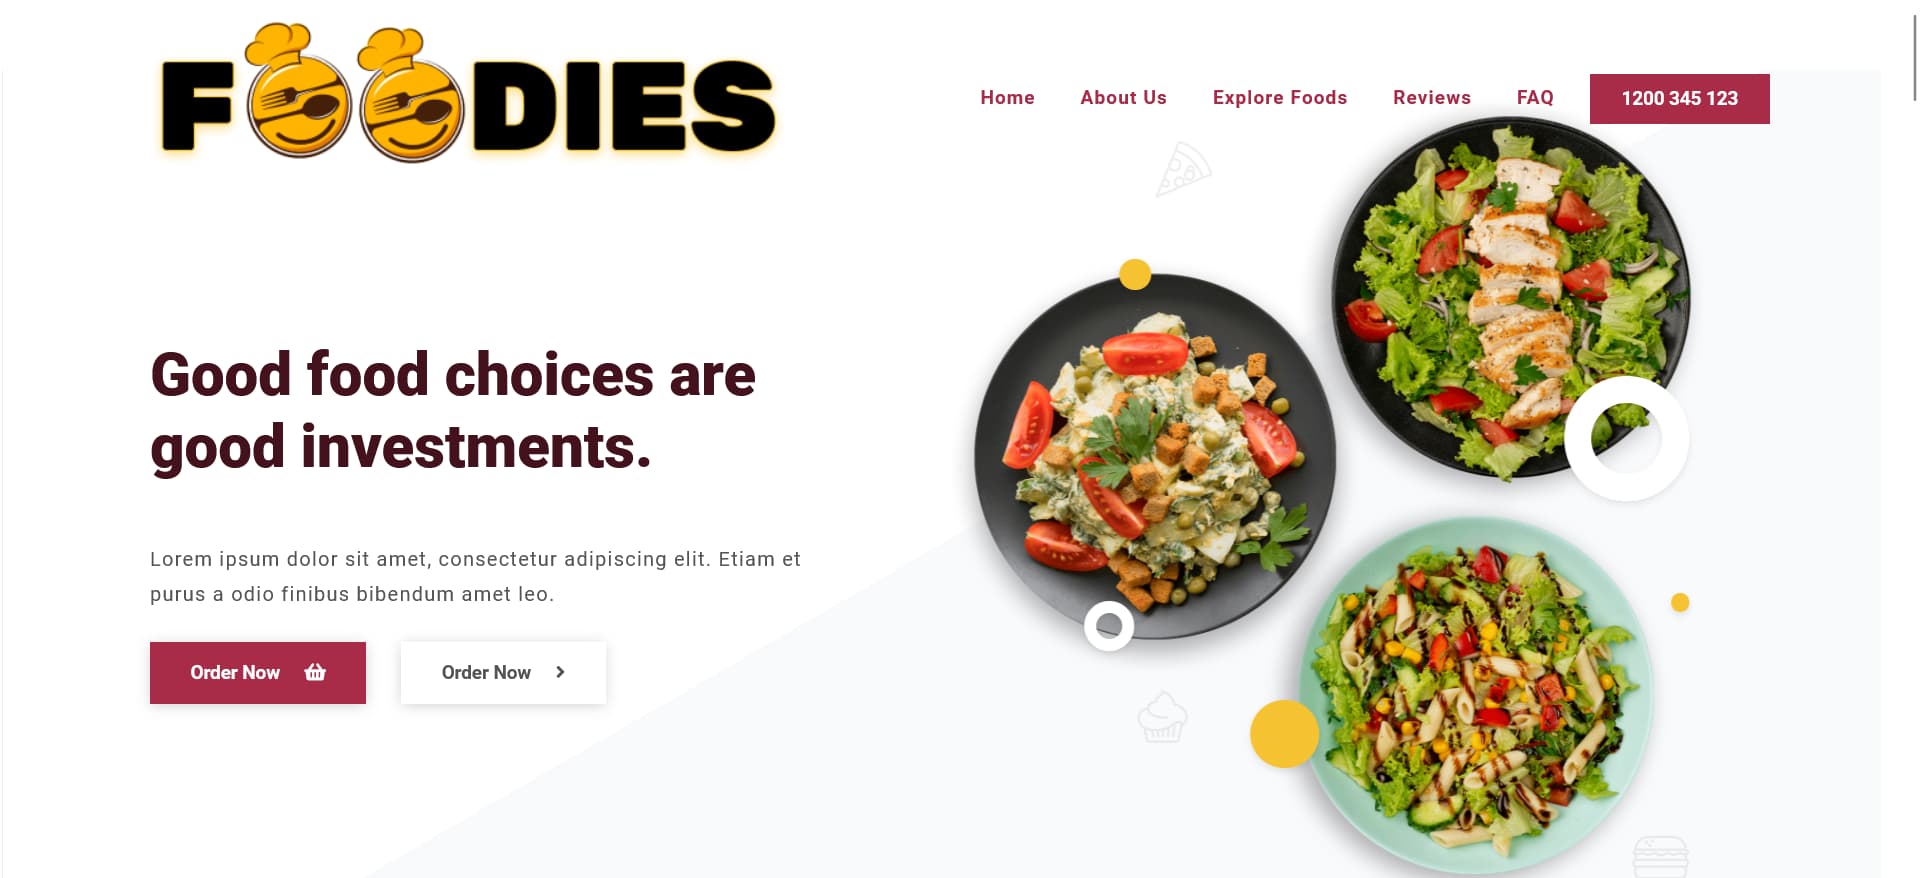 FOODIES
Home About Us Explore Foods Reviews FAQ 1200 345 123
Good food choices are
good investments.
Lorem ipsum dolor sit amet, consectetur adipiscing elit. Etiam et
purus a odio finibus bibendum amet leo.
Order Now Order Now